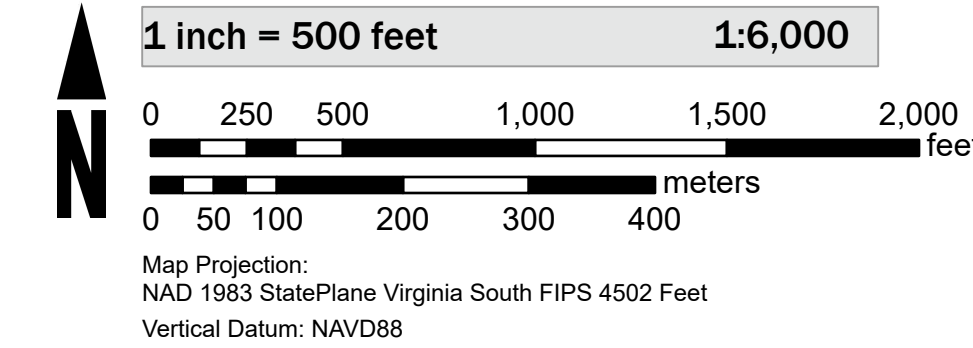 1 inch = 500 feet 1:6,000
0 250 500 1,000 1,500 2,000
feet
N
meters
0 50 100 200 300 400
Map Projection:
NAD 1983 StatePlane Virginia South FIPS 4502 Feet
Vertical Datum: NAVD88